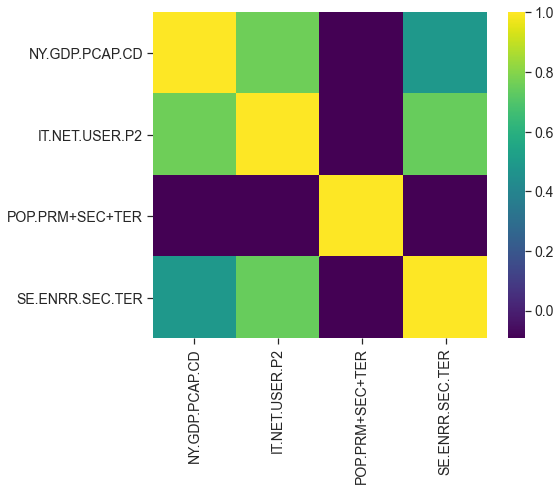 1.0
NY.GDP.PCAP.CD
0.8
IT.NET.USER.P2
0.6
0.4
POP.PRM+SEC+TER
0.2
SE.ENRR.SEC.TER
0.0
NY.GDP.PCAP.CD
IT.NET.USER.P2
POP.PRM+SEC+TER
SE.ENRR.SEC.TER